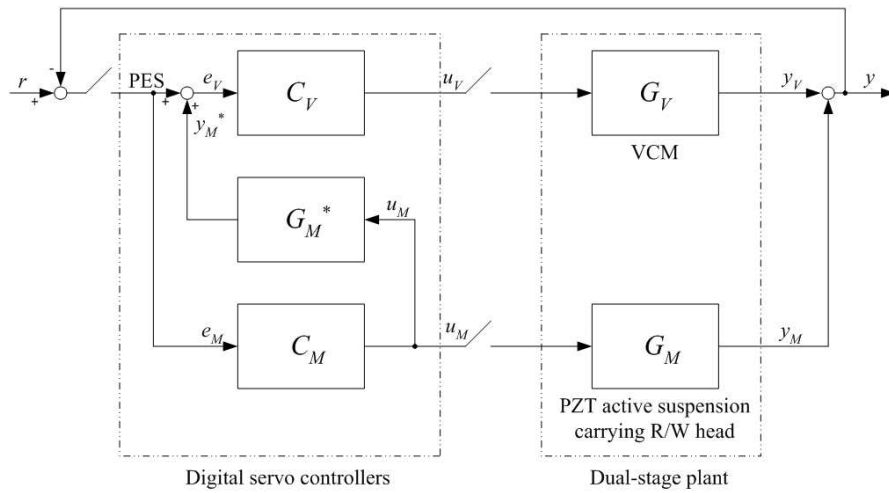 r
+
-
PES
+
+
e_V
C_V
u_V
G_V
VCM
y_V
y
y_M*
G_M*
u_M
e_M
C_M
u_M
G_M
y_M
PZT active suspension
carrying R/W head
Digital servo controllers
Dual-stage plant